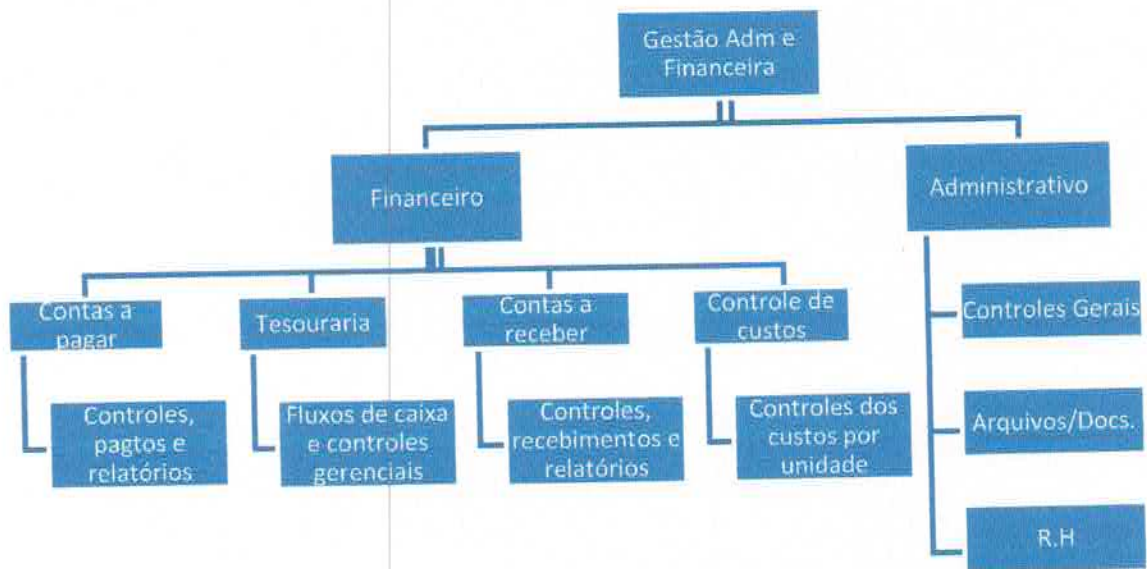 Gestão Adm e
Financeira
Financeiro
Administrativo
Contas a
pagar
Tesouraria
Contas a
receber
Controle de
custos
Controles Gerais
Controles,
pagtos e
relatórios
Fluxos de caixa
e controles
gerenciais
Controles,
recebimentos e
relatórios
Controles dos
custos por
unidade
Arquivos/Docs.
R.H